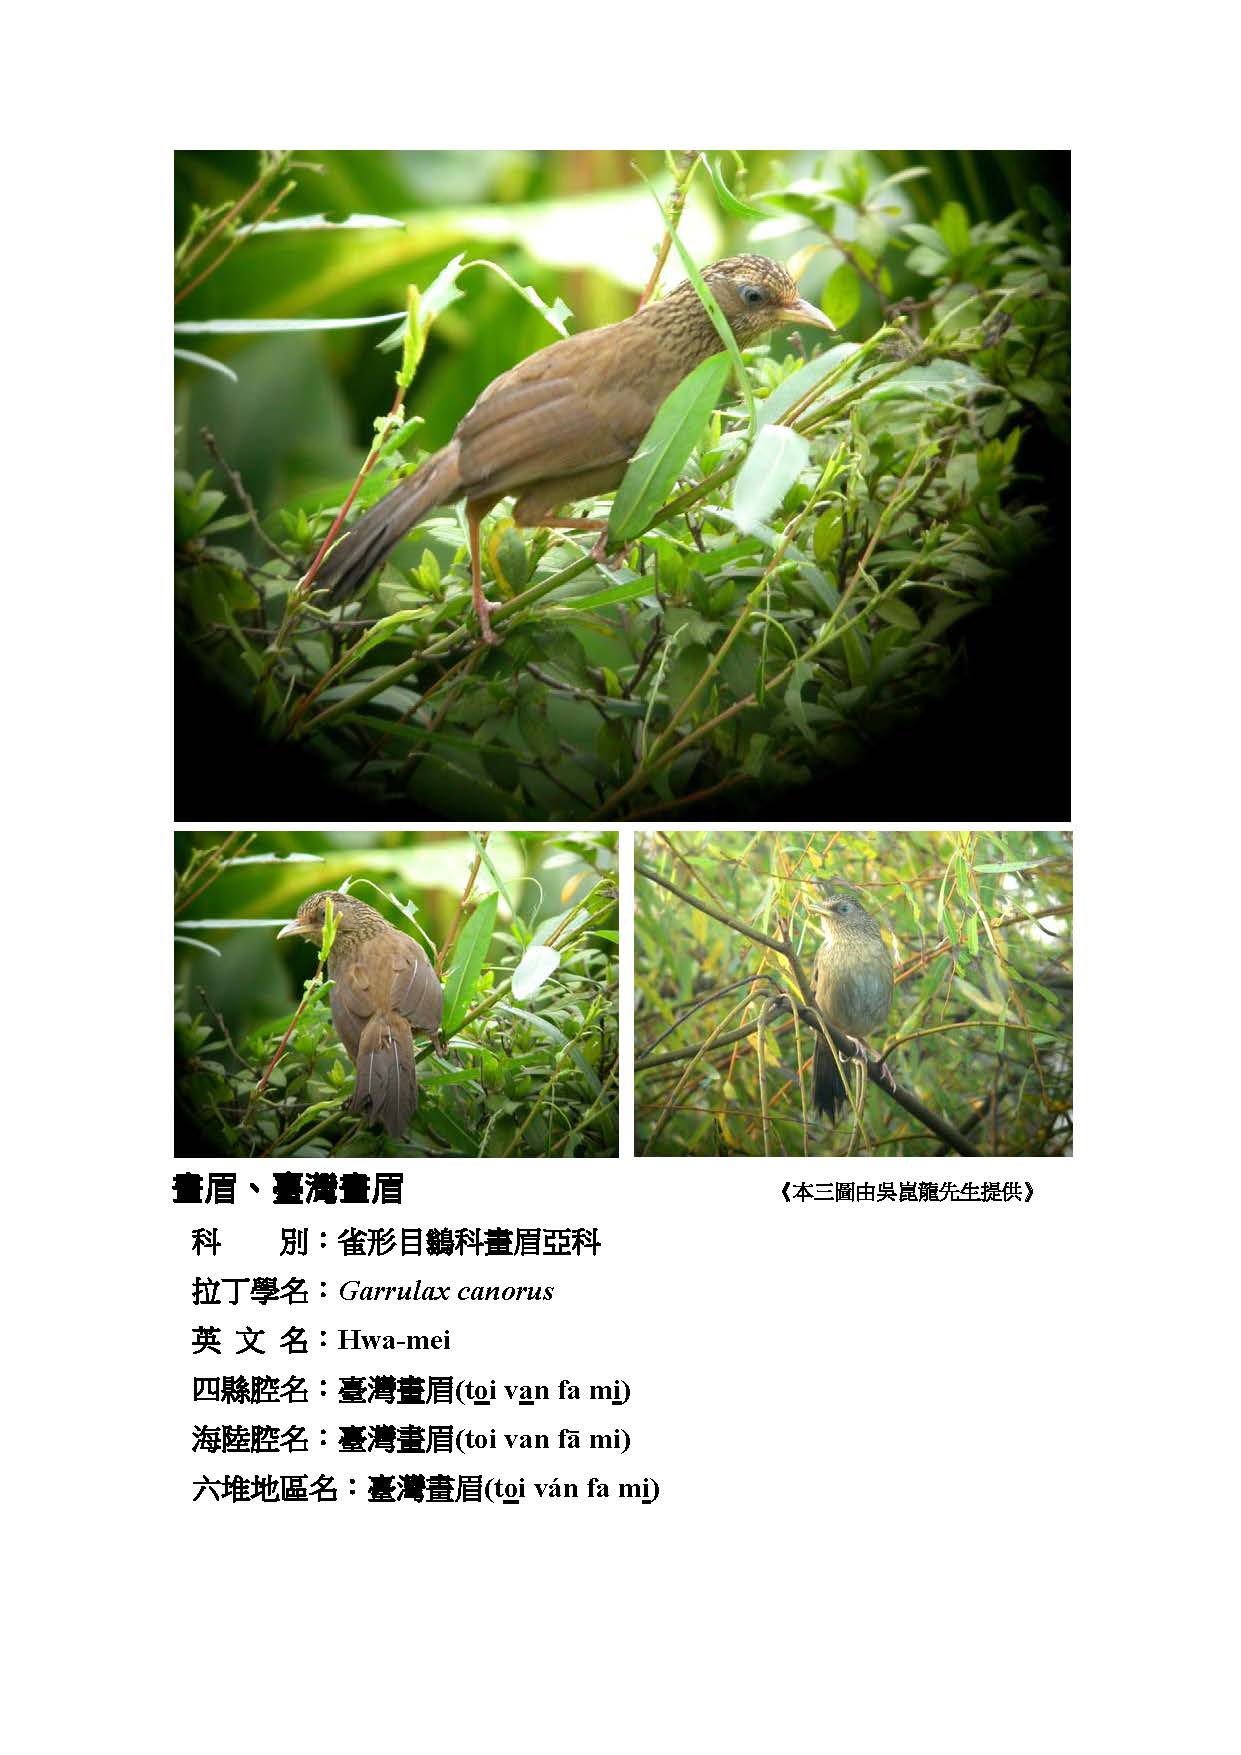 畫眉、臺灣畫眉 《本三圖由吳崑龍先生提供》
科 別：雀形目鶲科畫眉亞科
拉丁學名：Garrulax canorus
英 文 名：Hwa-mei
四縣腔名：臺灣畫眉(to̲i va̲n fa mi̲)
海陸腔名：臺灣畫眉(toi van fā mi)
六堆地區名：臺灣畫眉(to̲i ván fa mi̲)